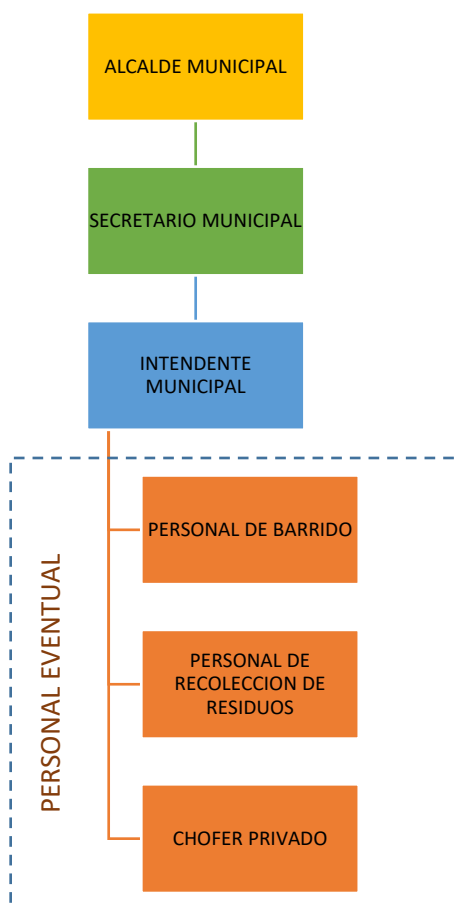 ALCALDE MUNICIPAL
SECRETARIO MUNICIPAL
INTENDENTE
MUNICIPAL
PERSONAL EVENTUAL
PERSONAL DE BARRIDO
PERSONAL DE
RECOLECCION DE
RESIDUOS
CHOFER PRIVADO